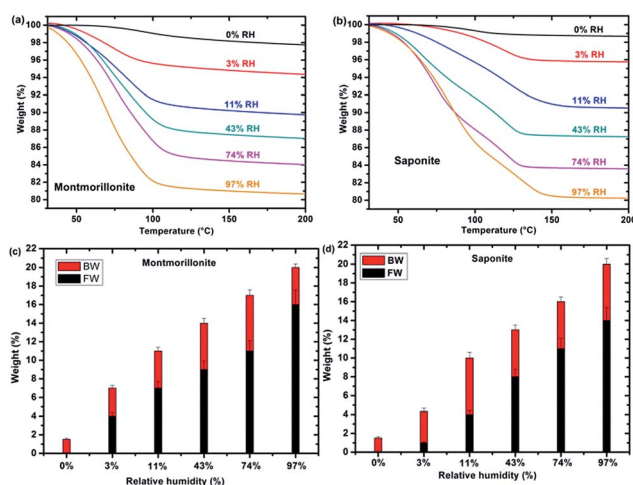 (a)
100
98
96
94
92
90
88
86
84
82
80
Weight (%)
0% RH
3% RH
11% RH
43% RH
74% RH
97% RH
Montmorillonite
50 100 150 200
Temperature (°C)
(b)
100
98
96
94
92
90
88
86
84
82
80
Weight (%)
0% RH
3% RH
11% RH
43% RH
74% RH
97% RH
Saponite
50 100 150 200
Temperature (°C)
(c)
Montmorillonite
BW
FW
22
20
18
16
14
12
10
8
6
4
2
0
Weight (%)
0% 3% 11% 43% 74% 97%
Relative humidity (%)
(d)
Saponite
BW
FW
22
20
18
16
14
12
10
8
6
4
2
0
Weight (%)
0% 3% 11% 43% 74% 97%
Relative humidity (%)